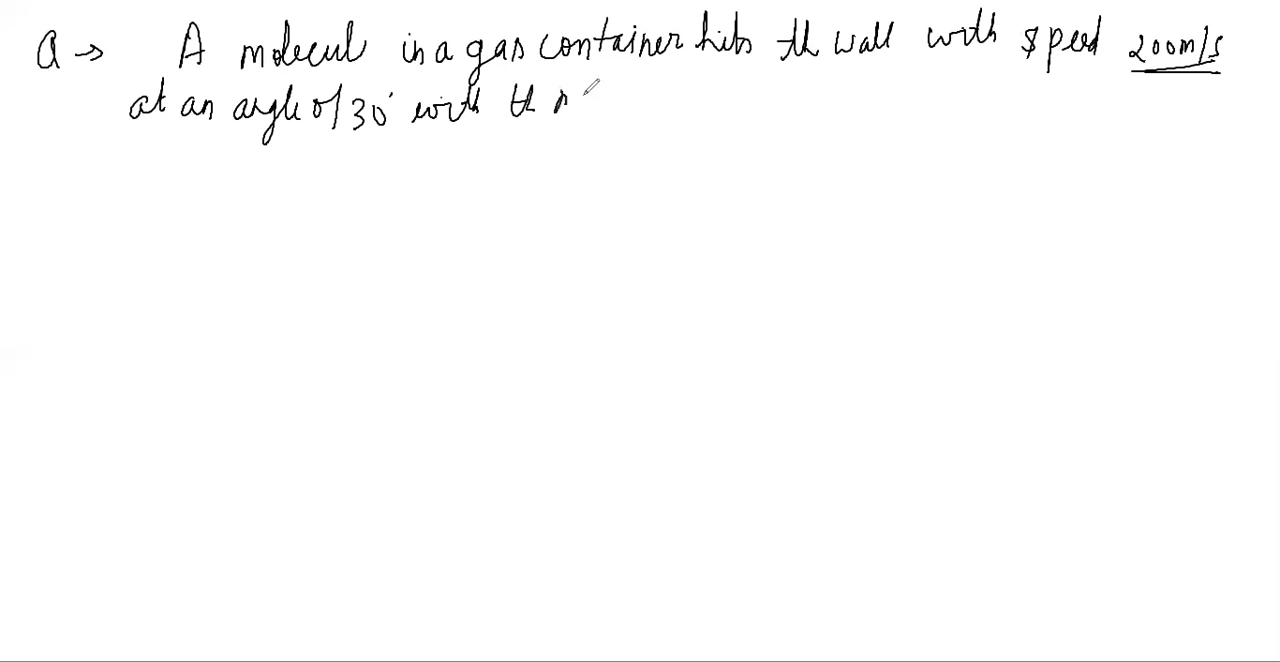 Q → A molecul in a gas container hits th wall with speed 200m/s
at an angle of 30° with th n